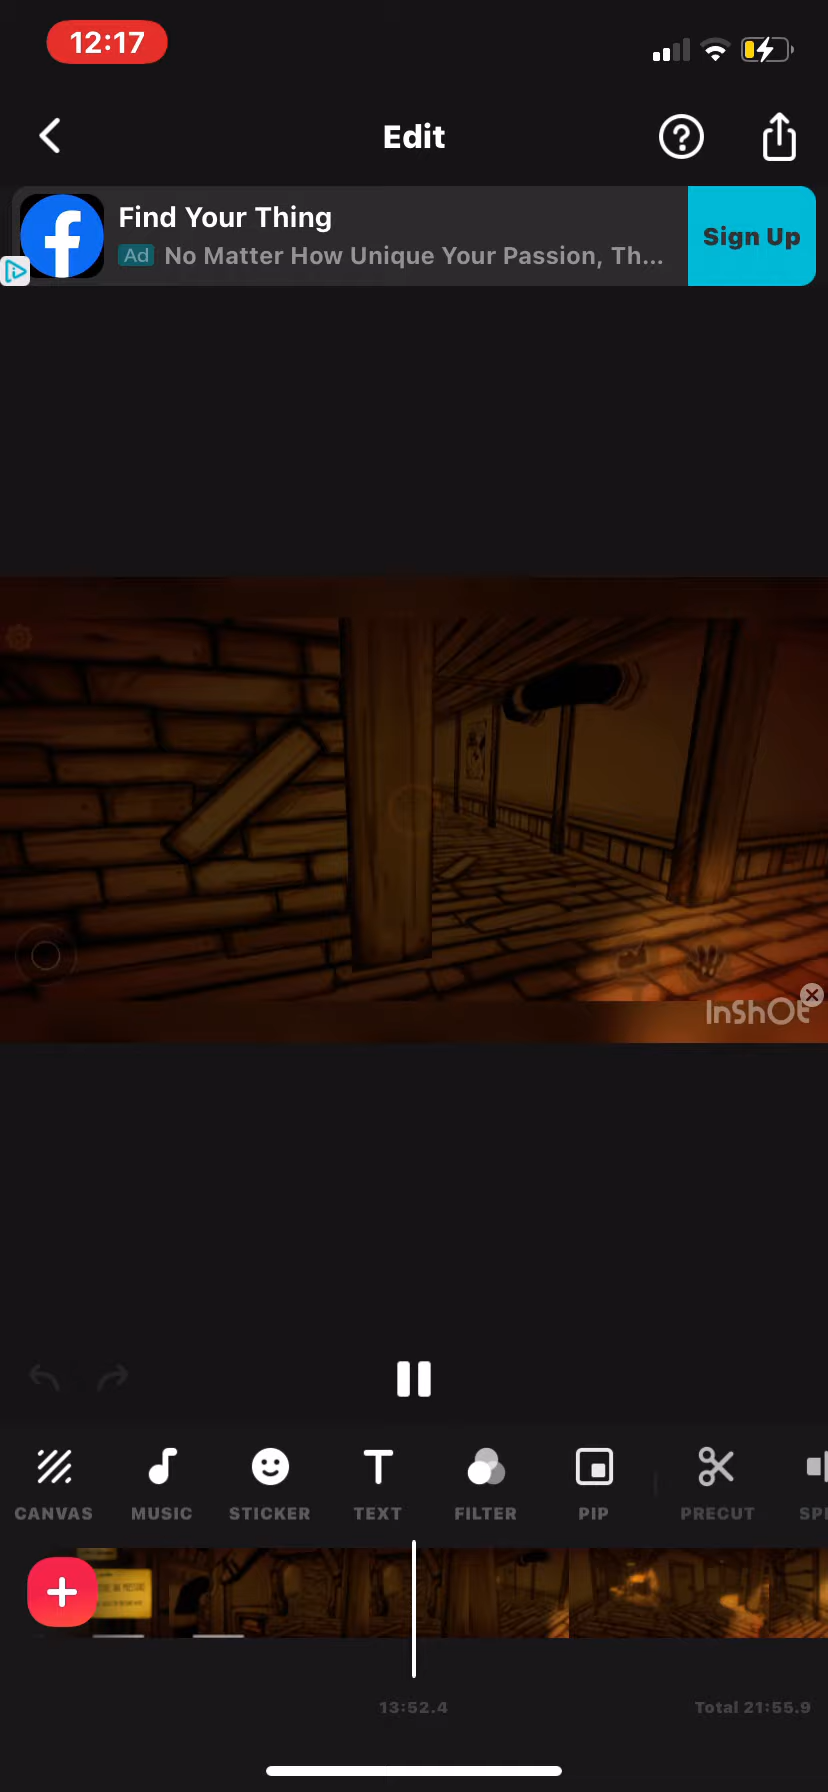 12:17
Edit
Find Your Thing
Ad No Matter How Unique Your Passion, Th...
Sign Up
InShOt
CANVAS MUSIC STICKER TEXT FILTER PIP PRECUT SPL
13:52.4 Total 21:55.9